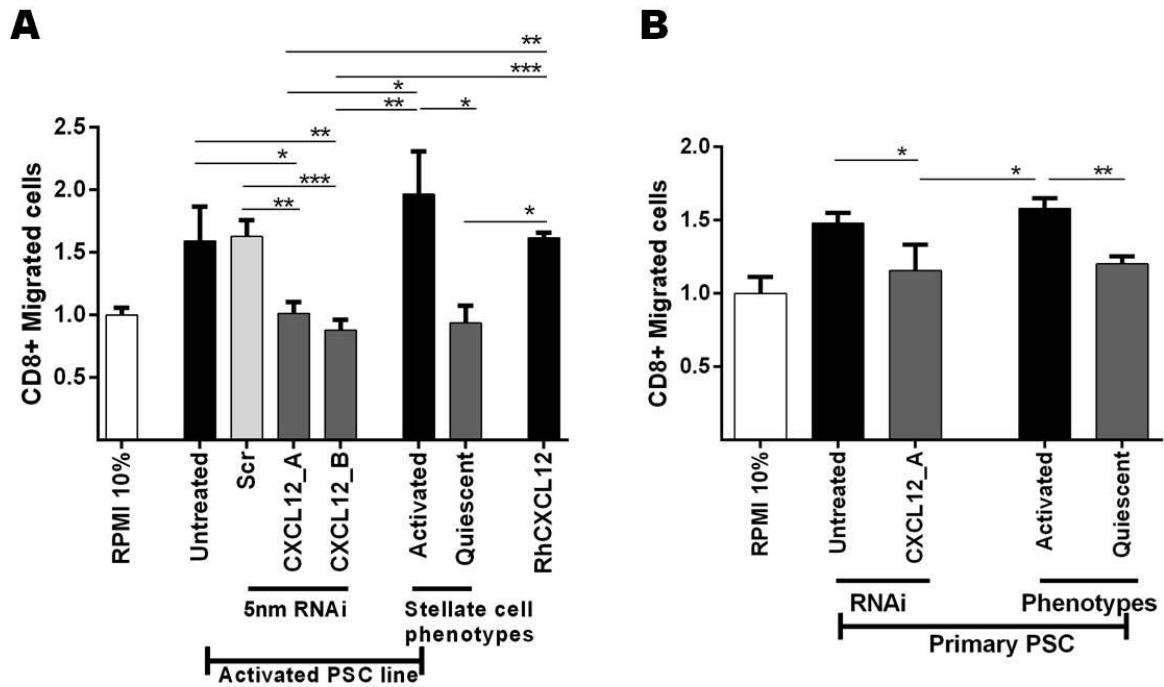 A
B
**
***
*
** *
**
*
***
**
*
2.5
2.0
1.5
1.0
0.5
CD8+ Migrated cells
RPMI 10%
Untreated
Scr
CXCL12_A
CXCL12_B
Activated
Quiescent
RhCXCL12
5nm RNAi
Stellate cell
phenotypes
Activated PSC line
*
* **
2.0
1.5
1.0
0.5
CD8+ Migrated cells
RPMI 10%
Untreated
CXCL12_A
Activated
Quiescent
RNAi
Phenotypes
Primary PSC